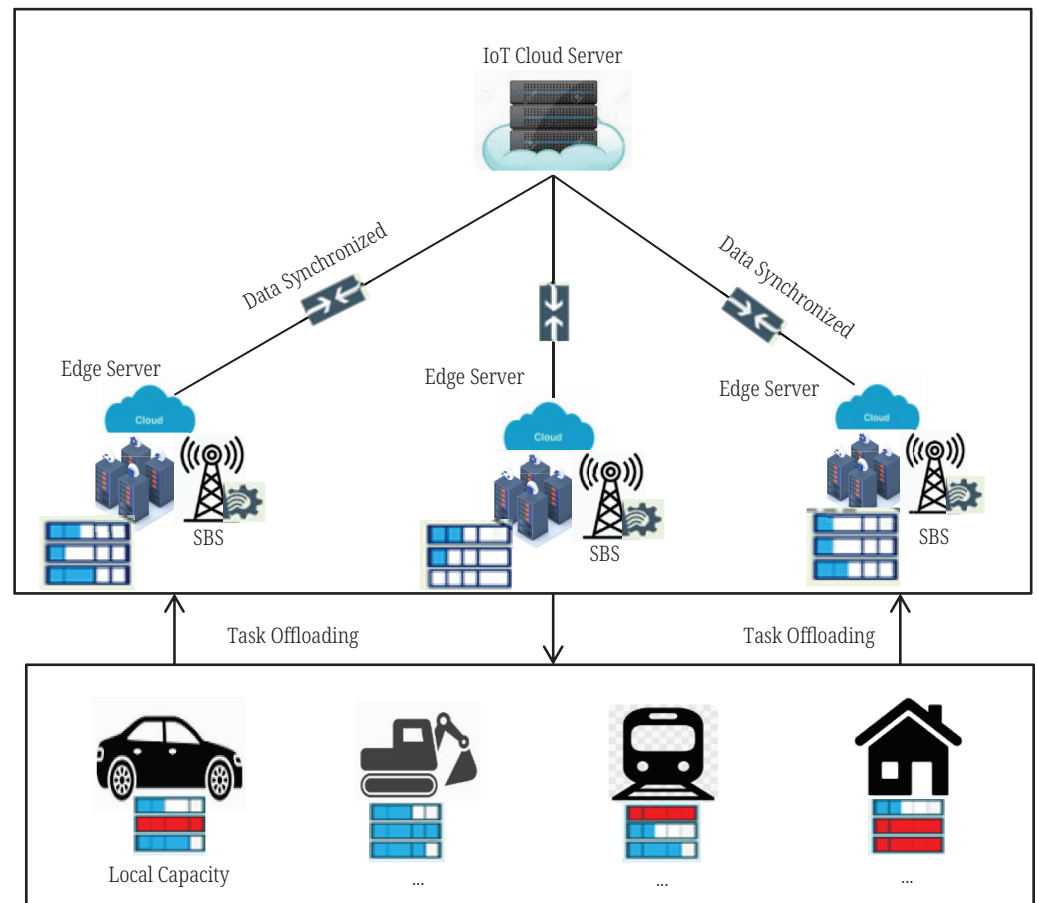 IoT Cloud Server
Data Synchronized
Data Synchronized
Edge Server
Edge Server
Edge Server
Cloud
Cloud
Cloud
SBS
SBS
SBS
Task Offloading
Task Offloading
Local Capacity
...
...
...